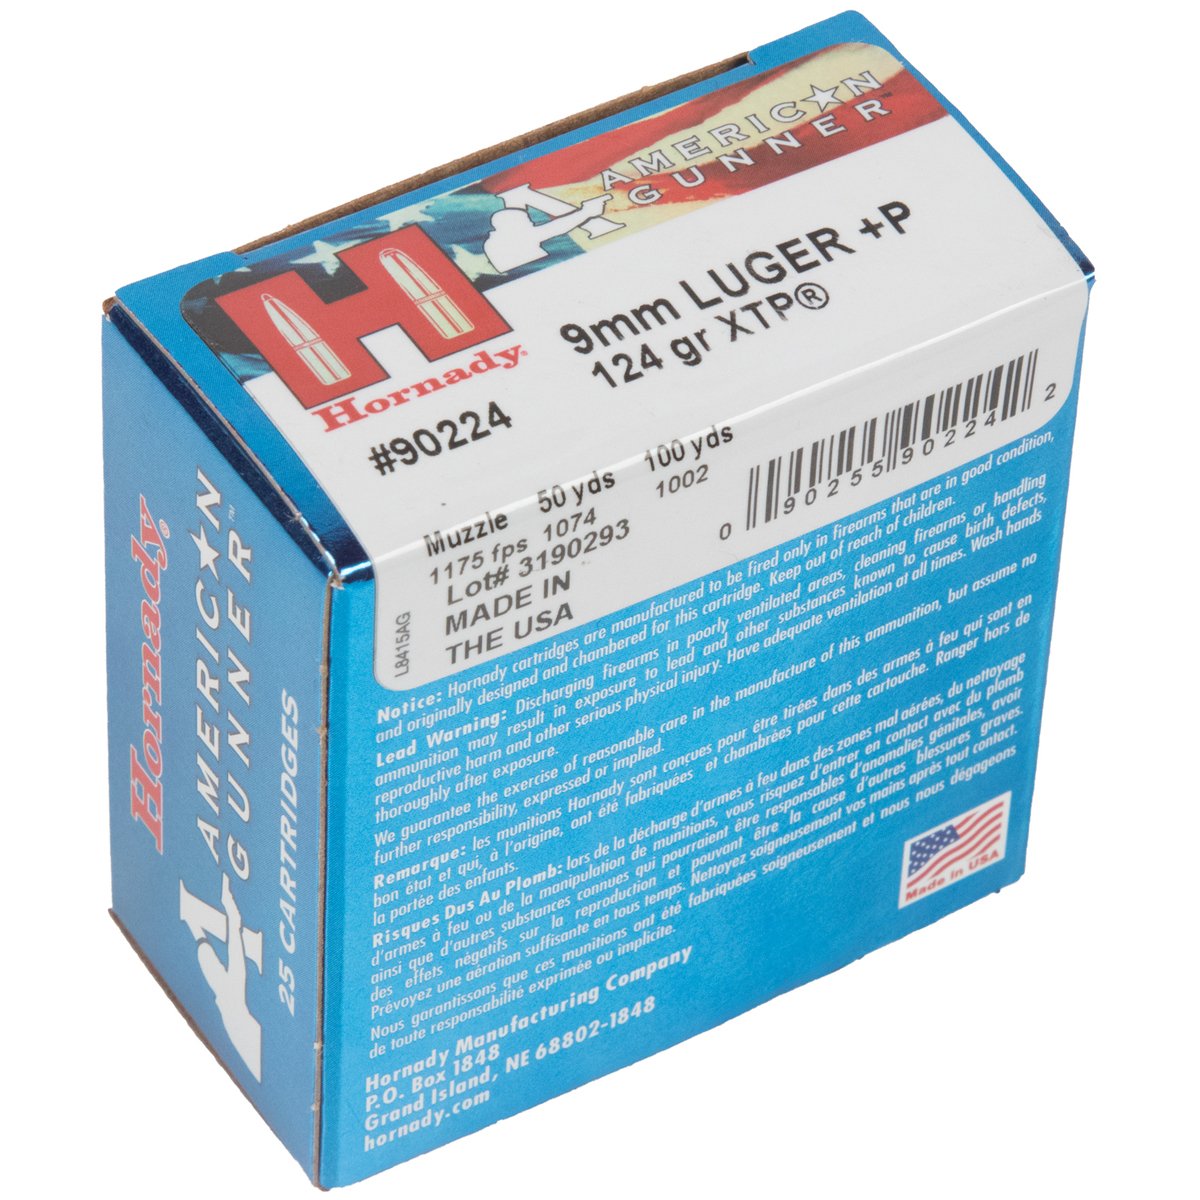 AMERICAN
GUNNER™
Hornady®
9mm LUGER +P
124 gr XTP®
#90224
Muzzle 50 yds 100 yds
1175 fps 1074 1002
Lot# 3190293
MADE IN
THE USA
L8415AG
0 90255 90224 2
Notice: Hornady cartridges are manufactured to be fired only in firearms that are in good condition,
and originally designed and chambered for this cartridge. Keep out of reach of children.
Lead Warning: Discharging firearms in poorly ventilated areas, cleaning firearms or handling
ammunition may result in exposure to lead and other substances known to cause birth defects,
reproductive harm and other serious physical injury. Have adequate ventilation at all times. Wash hands
thoroughly after exposure.
We guarantee the exercise of reasonable care in the manufacture of this ammunition, but assume no
further responsibility, expressed or implied.
Remarque: les munitions Hornady sont conçues pour être tirées dans des armes à feu qui sont en
bon état et qui, à l'origine, ont été fabriquées et chambrées pour cette cartouche. Ranger hors de
la portée des enfants.
Risques Dus Au Plomb: lors de la décharge d'armes à feu dans des zones mal aérées, du nettoyage
d'armes à feu ou de la manipulation de munitions, vous risquez d'entrer en contact avec du plomb
ainsi que d'autres substances connues qui pourraient être responsables d'anomalies génitales, avoir
des effets négatifs sur la reproduction et pouvant être la cause d'autres blessures graves.
Prévoyez une aération suffisante en tous temps. Nettoyez soigneusement vos mains après tout contact.
Nous garantissons que ces munitions ont été fabriquées soigneusement et nous nous dégageons
de toute responsabilité exprimée ou implicite.
Hornady Manufacturing Company
P.O. Box 1848
Grand Island, NE 68802-1848
hornady.com
Made in USA
Hornady®
AMERICAN
GUNNER™
25 CARTRIDGES